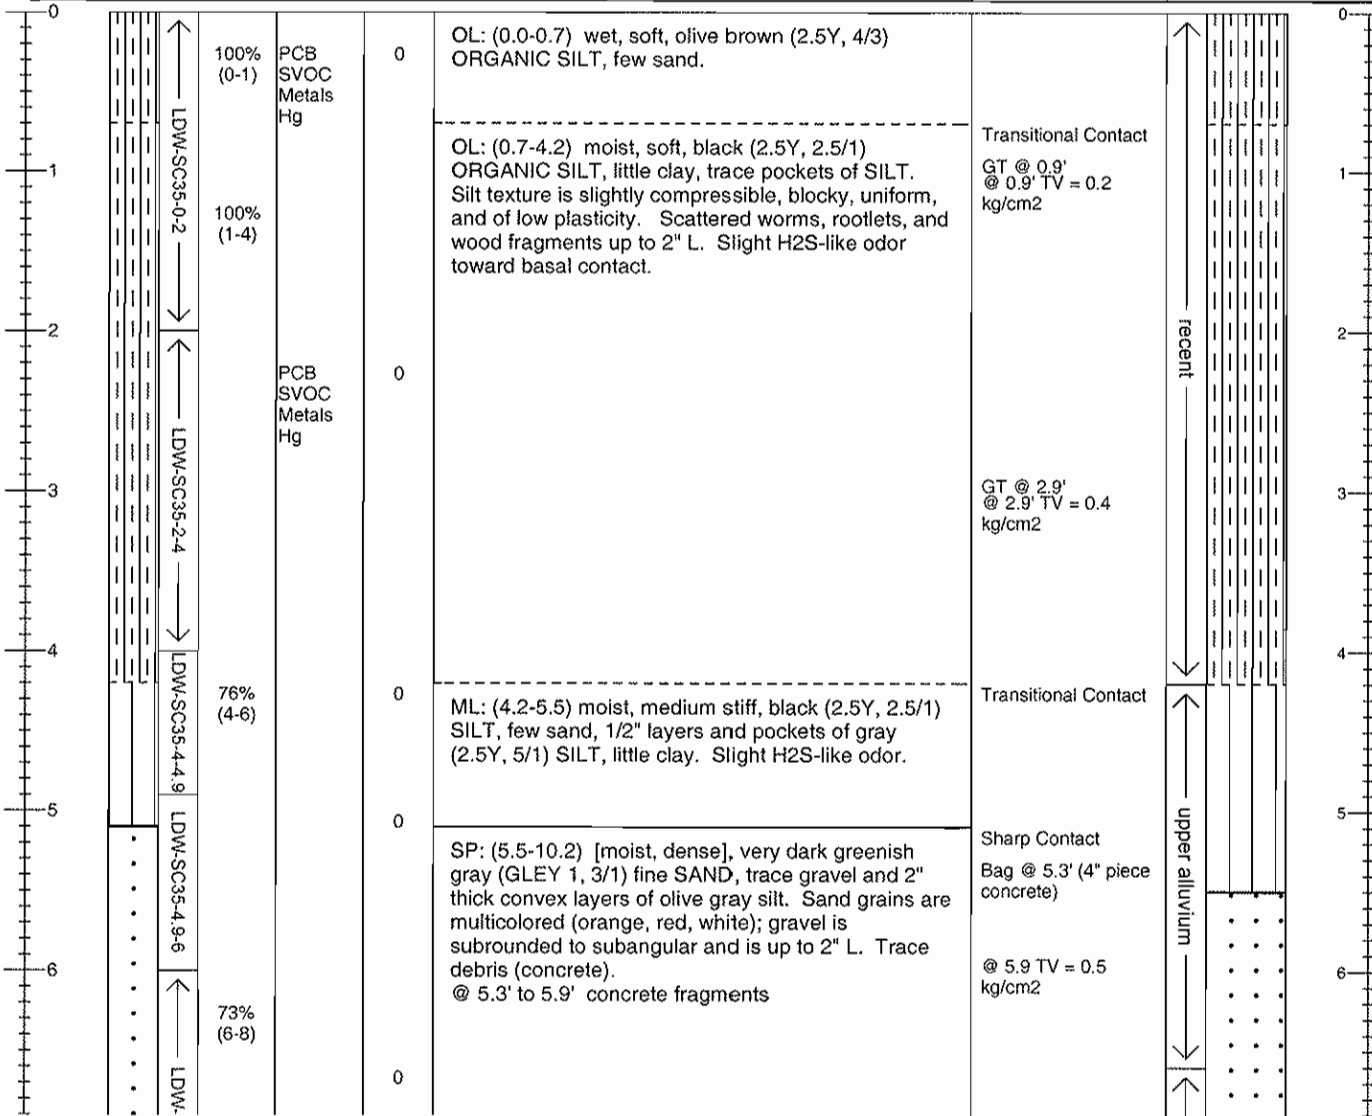 0
1
2
3
4
5
6
LDW-SC35-0-2
LDW-SC35-2-4
LDW-SC35-4-4.9
LDW-SC35-4.9-6
LDW-
100%
(0-1)
100%
(1-4)
76%
(4-6)
73%
(6-8)
PCB
SVOC
Metals
Hg
PCB
SVOC
Metals
Hg
0
0
0
0
0
OL: (0.0-0.7) wet, soft, olive brown (2.5Y, 4/3)
ORGANIC SILT, few sand.
OL: (0.7-4.2) moist, soft, black (2.5Y, 2.5/1)
ORGANIC SILT, little clay, trace pockets of SILT.
Silt texture is slightly compressible, blocky, uniform,
and of low plasticity. Scattered worms, rootlets, and
wood fragments up to 2" L. Slight H2S-like odor
toward basal contact.
ML: (4.2-5.5) moist, medium stiff, black (2.5Y, 2.5/1)
SILT, few sand, 1/2" layers and pockets of gray
(2.5Y, 5/1) SILT, little clay. Slight H2S-like odor.
SP: (5.5-10.2) [moist, dense], very dark greenish
gray (GLEY 1, 3/1) fine SAND, trace gravel and 2"
thick convex layers of olive gray silt. Sand grains are
multicolored (orange, red, white); gravel is
subrounded to subangular and is up to 2" L. Trace
debris (concrete).
@ 5.3' to 5.9' concrete fragments
Transitional Contact
GT @ 0.9'
@ 0.9' TV = 0.2
kg/cm2
GT @ 2.9'
@ 2.9' TV = 0.4
kg/cm2
Transitional Contact
Sharp Contact
Bag @ 5.3' (4" piece
concrete)
@ 5.9 TV = 0.5
kg/cm2
recent
upper alluvium
0
1
2
3
4
5
6